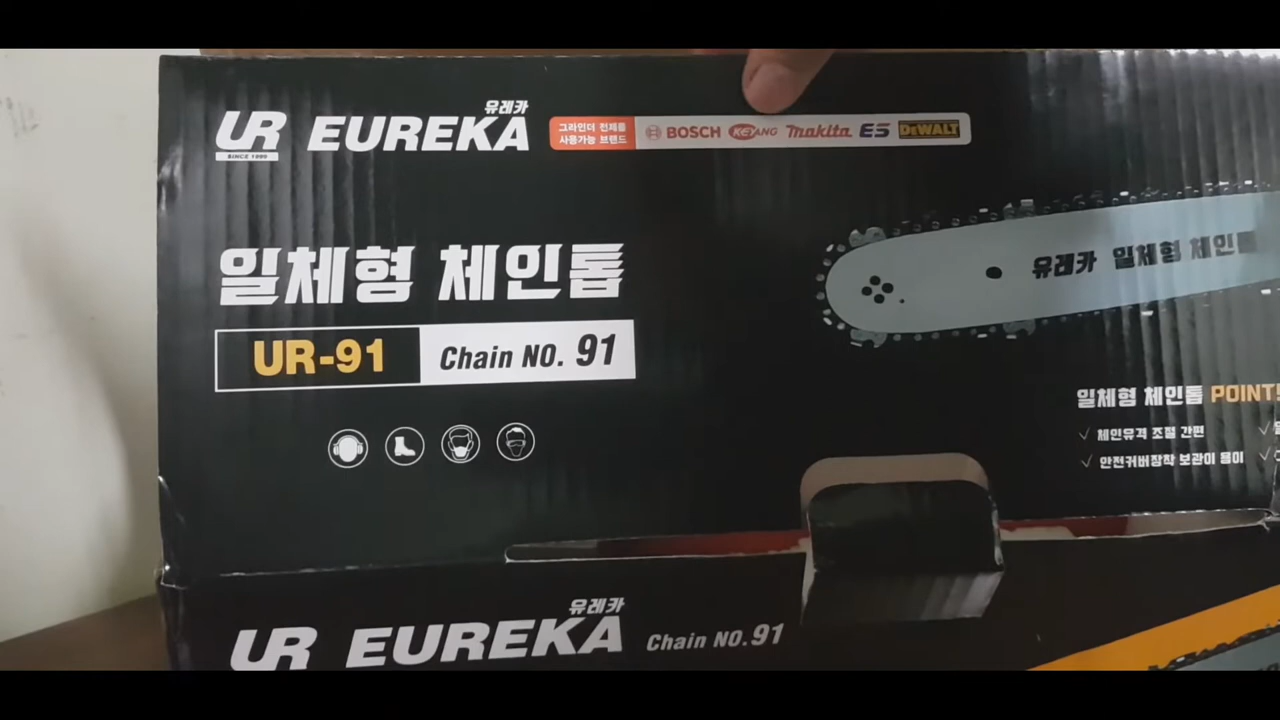 유레카
UR EUREKA
SINCE 1990
그라인더 전제품
사용가능 브랜드
BOSCH KEYANG makita ES DEWALT
일체형 체인톱
유레카 일체형 체인톱
UR-91 Chain NO. 91
일체형 체인톱 POINT!
✓ 체인유격 조절 간편
✓ 안전커버장착 보관이 용이
유레카
UR EUREKA Chain NO. 91